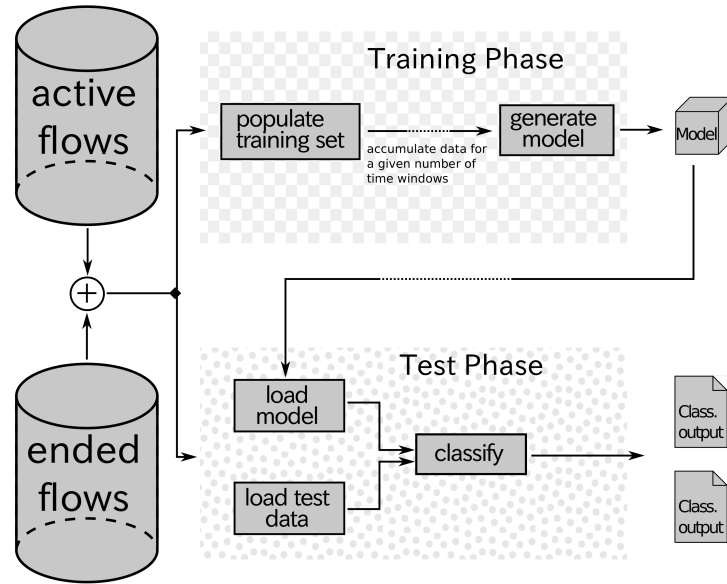 active
flows
Training Phase
populate
training set
accumulate data for
a given number of
time windows
generate
model
Model
Test Phase
load
model
classify
load test
data
ended
flows
Class.
output
Class.
output